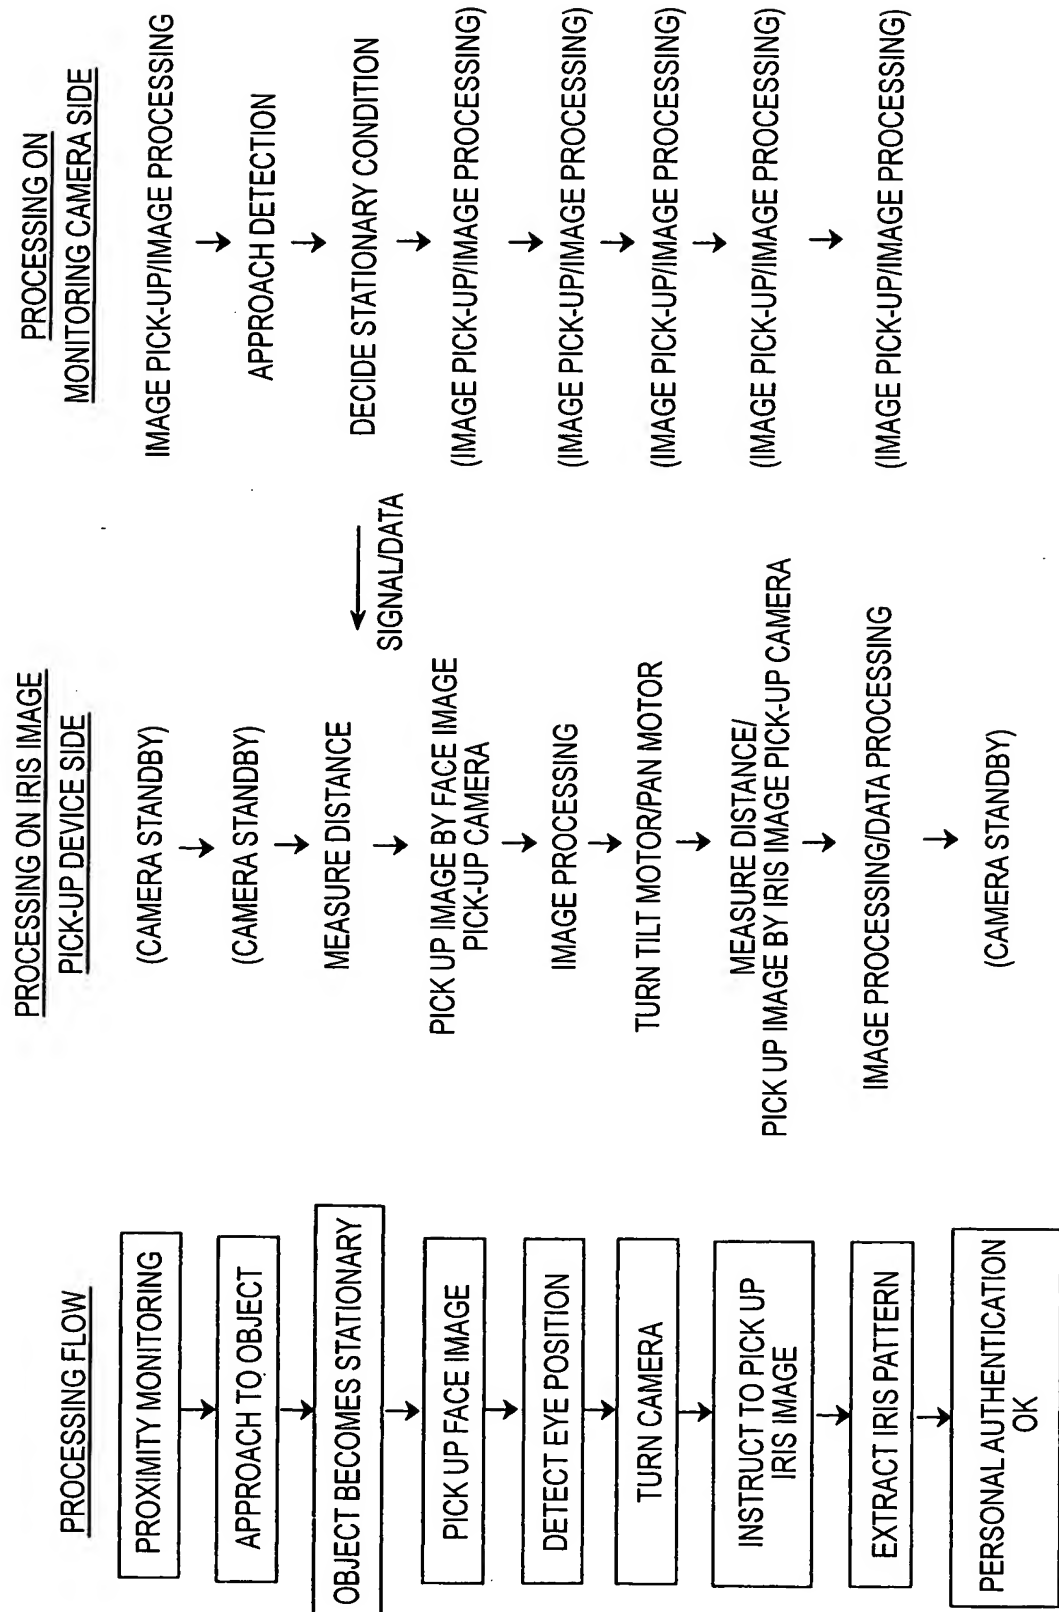 PROCESSING FLOW
PROXIMITY MONITORING
APPROACH TO OBJECT
OBJECT BECOMES STATIONARY
PICK UP FACE IMAGE
DETECT EYE POSITION
TURN CAMERA
INSTRUCT TO PICK UP
IRIS IMAGE
EXTRACT IRIS PATTERN
PERSONAL AUTHENTICATION
OK
PROCESSING ON IRIS IMAGE
PICK-UP DEVICE SIDE
(CAMERA STANDBY)
(CAMERA STANDBY)
MEASURE DISTANCE
PICK UP IMAGE BY FACE IMAGE
PICK-UP CAMERA
IMAGE PROCESSING
TURN TILT MOTOR/PAN MOTOR
MEASURE DISTANCE/
PICK UP IMAGE BY IRIS IMAGE PICK-UP CAMERA
IMAGE PROCESSING/DATA PROCESSING
(CAMERA STANDBY)
SIGNAL/DATA
PROCESSING ON
MONITORING CAMERA SIDE
IMAGE PICK-UP/IMAGE PROCESSING
APPROACH DETECTION
DECIDE STATIONARY CONDITION
(IMAGE PICK-UP/IMAGE PROCESSING)
(IMAGE PICK-UP/IMAGE PROCESSING)
(IMAGE PICK-UP/IMAGE PROCESSING)
(IMAGE PICK-UP/IMAGE PROCESSING)
(IMAGE PICK-UP/IMAGE PROCESSING)